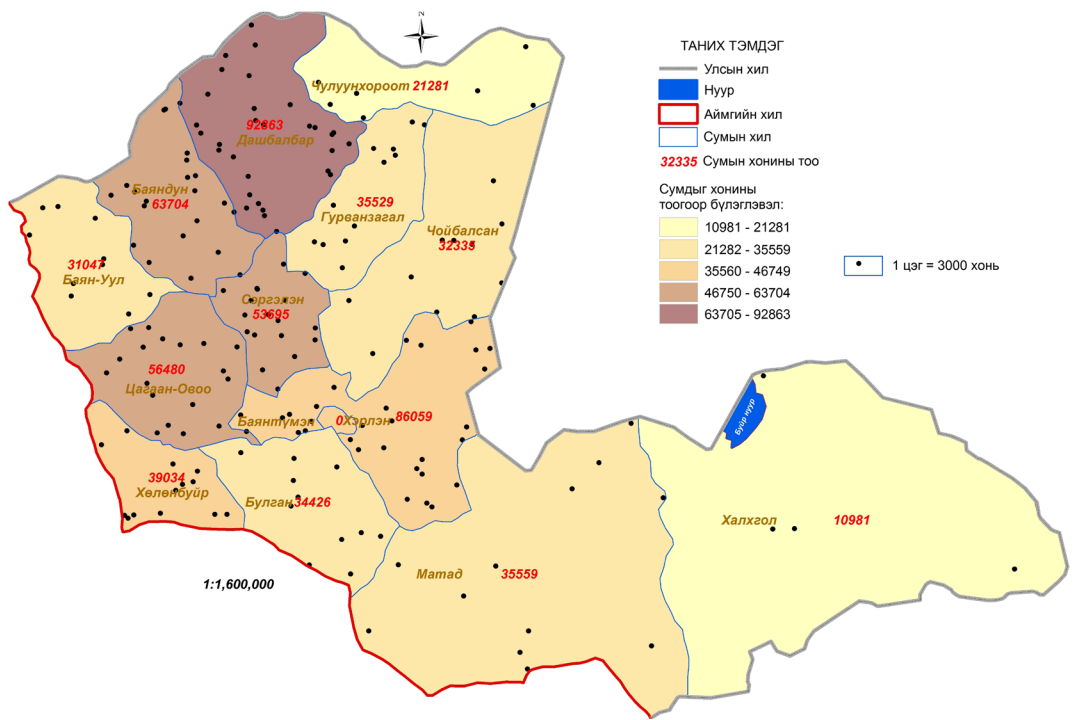 N
ТАНИХ ТЭМДЭГ
Улсын хил
Нуур
Аймгийн хил
Сумын хил
32335 Сумын хонины тоо
Сумдыг хонины
тоогоор бүлэглэвэл:
10981 - 21281
21282 - 35559
35560 - 46749
46750 - 63704
63705 - 92863
1 цэг = 3000 хонь
Чулуунхороот 21281
92863
Дашбалбар
Баяндун
63704
35529
Гурванзагал
Чойбалсан
32335
31047
Баян-Уул
Сэргэлэн
53695
56480
Цагаан-Овоо
Баянтүмэн
0 Хэрлэн 86059
Буйр нуур
39034
Хөлөнбуйр
Булган 34426
Халхгол 10981
Матад 35559
1:1,600,000